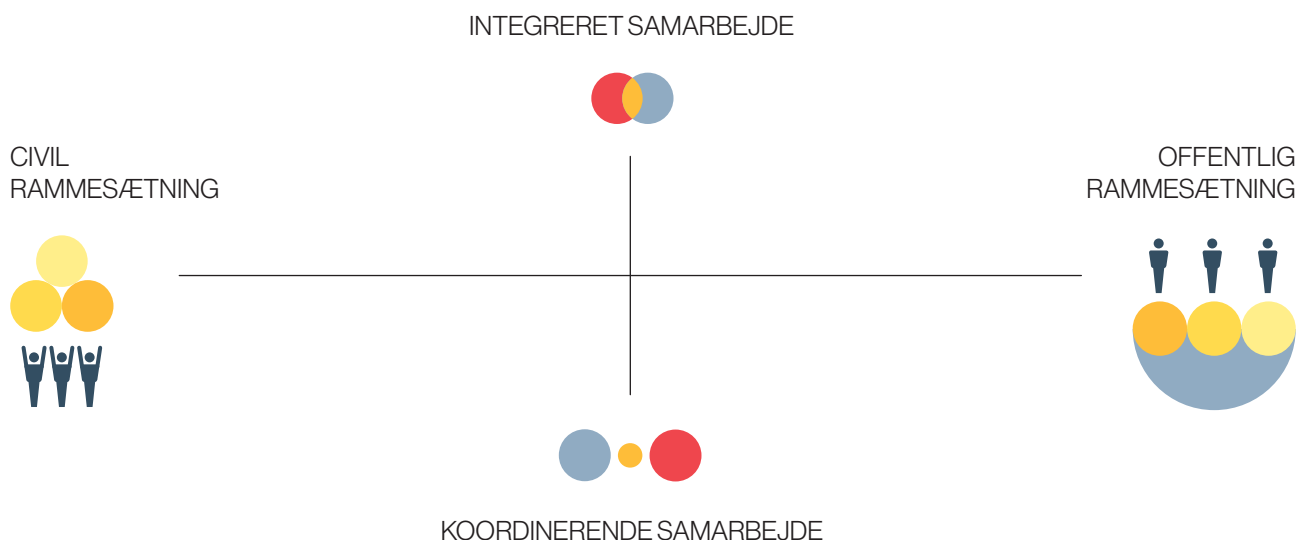 INTEGRERET SAMARBEJDE
CIVIL
RAMMESÆTNING
OFFENTLIG
RAMMESÆTNING
KOORDINERENDE SAMARBEJDE